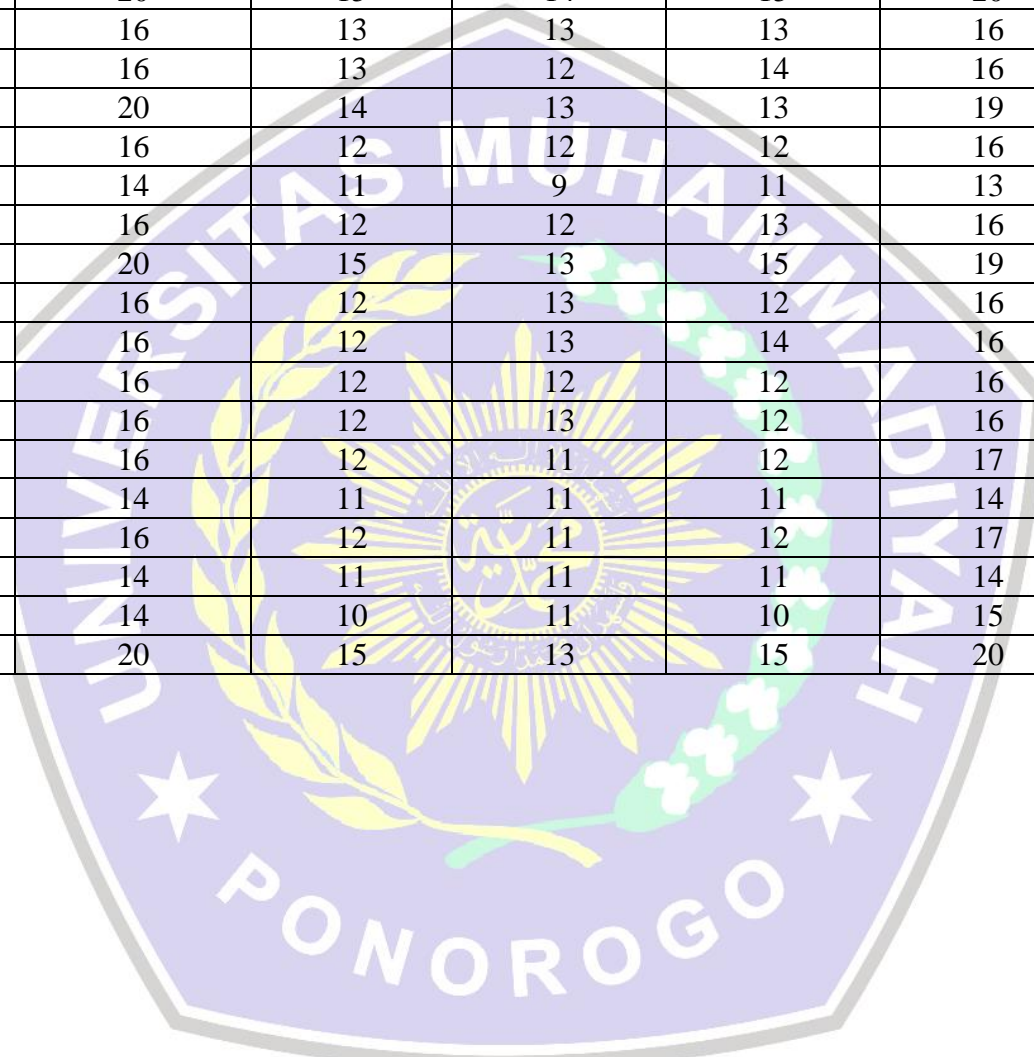 16 13 13 13 16
16 13 12 14 16
20 14 13 13 19
16 12 12 12 16
14 11 9 11 13
16 12 12 13 16
20 15 13 15 19
16 12 13 12 16
16 12 13 14 16
16 12 12 12 16
16 12 13 12 16
16 12 11 12 17
14 11 11 11 14
16 12 11 12 17
14 11 11 11 14
14 10 11 10 15
20 15 13 15 20
UNIVERSITAS MUHAMMADIYAH
PONOROGO